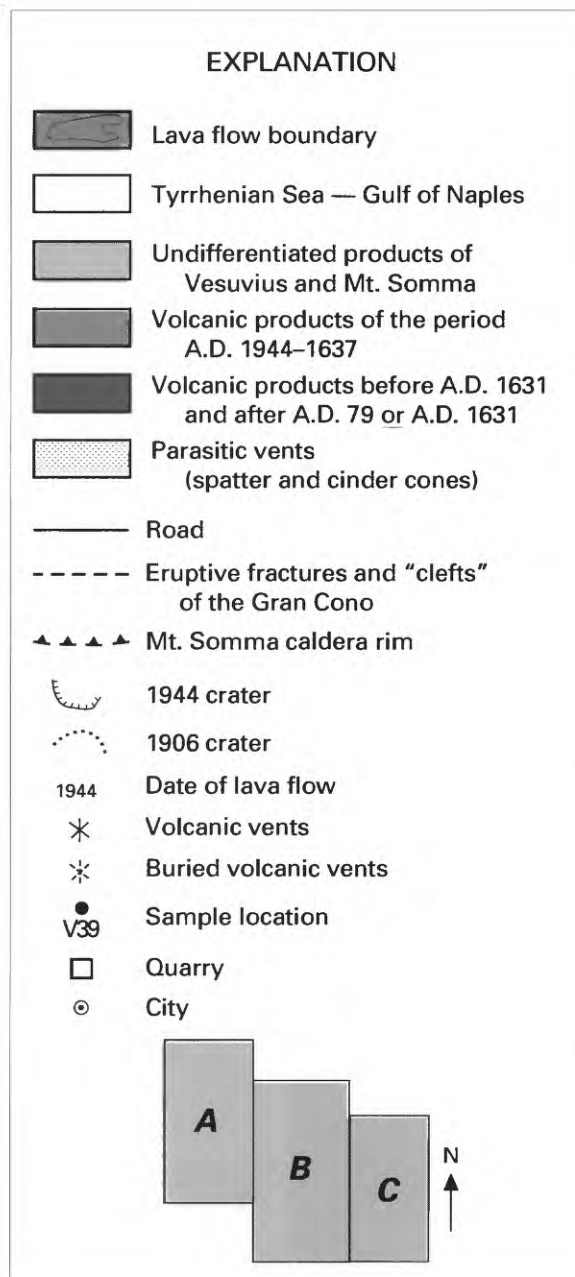 EXPLANATION
Lava flow boundary
Tyrrhenian Sea — Gulf of Naples
Undifferentiated products of
Vesuvius and Mt. Somma
Volcanic products of the period
A.D. 1944–1637
Volcanic products before A.D. 1631
and after A.D. 79 or A.D. 1631
Parasitic vents
(spatter and cinder cones)
Road
Eruptive fractures and “clefts”
of the Gran Cono
Mt. Somma caldera rim
1944 crater
1906 crater
1944 Date of lava flow
Volcanic vents
Buried volcanic vents
V39 Sample location
Quarry
City
A
B
C
N